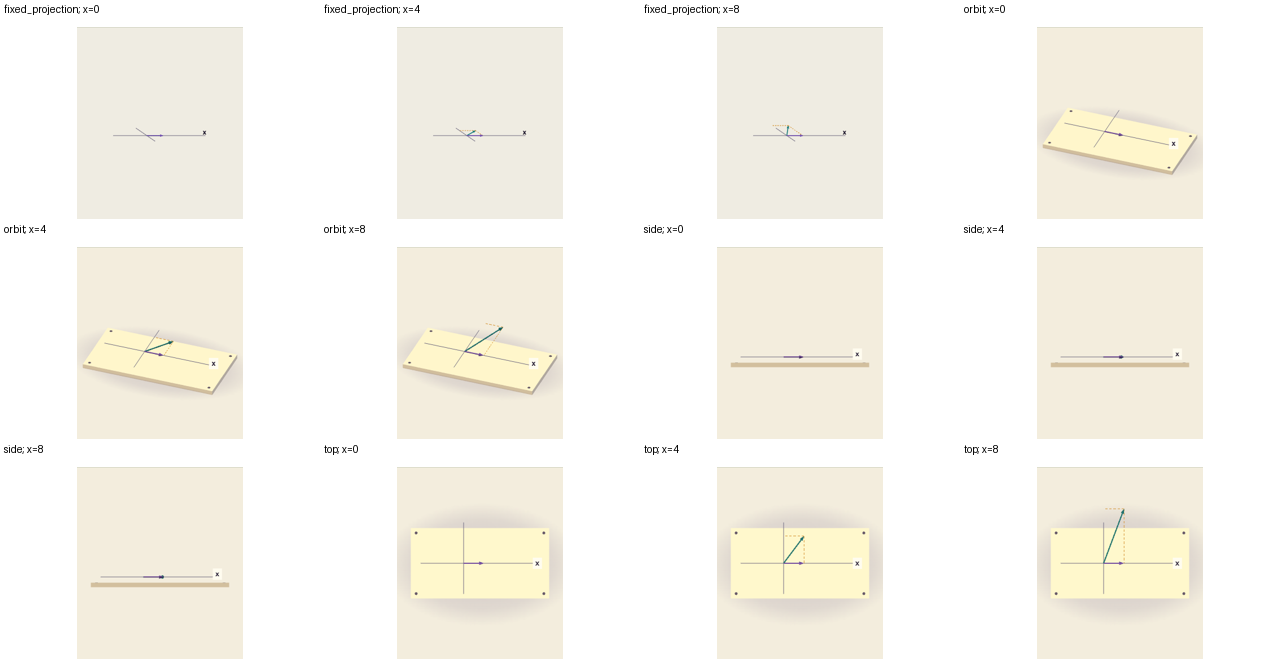 fixed_projection; x=0
fixed_projection; x=4
fixed_projection; x=8
orbit; x=0
x
x
x
x
orbit; x=4
orbit; x=8
side; x=0
side; x=4
x
x
x
x
side; x=8
top; x=0
top; x=4
top; x=8
x
x
x
x